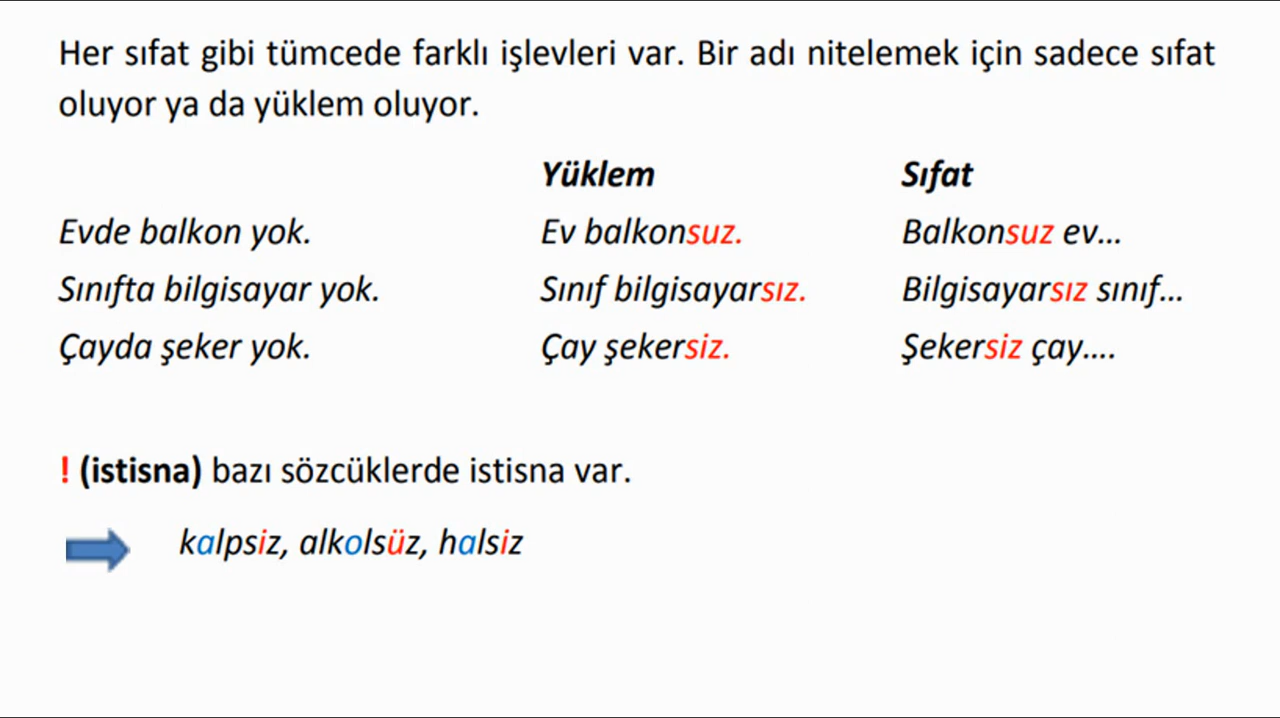 Her sıfat gibi tümcede farklı işlevleri var. Bir adı nitelemek için sadece sıfat
oluyor ya da yüklem oluyor.
Yüklem Sıfat
Evde balkon yok. Ev balkonsuz. Balkonsuz ev...
Sınıfta bilgisayar yok. Sınıf bilgisayarsız. Bilgisayarsız sınıf...
Çayda şeker yok. Çay şekersiz. Şekersiz çay....
! (istisna) bazı sözcüklerde istisna var.
kalpsiz, alkolsüz, halsiz